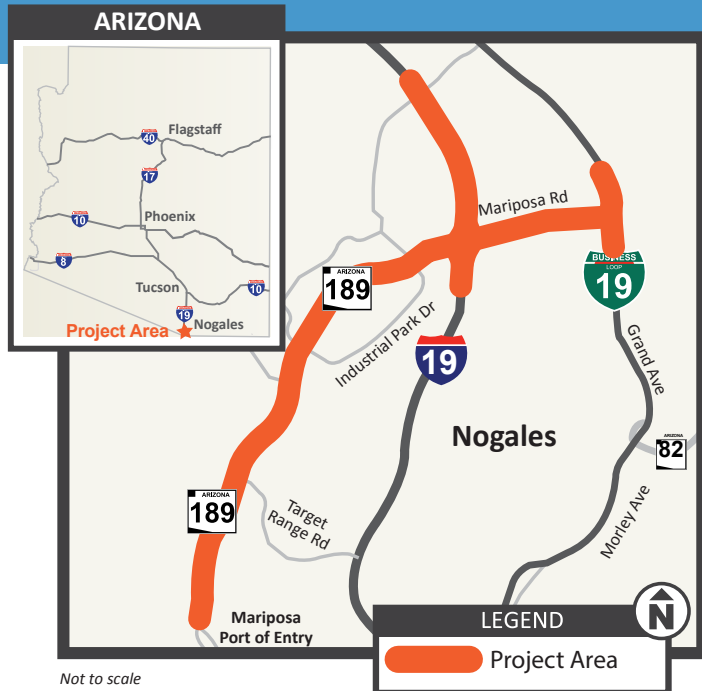 ARIZONA
40
Flagstaff
17
Phoenix
10
8
Tucson
10
19
Nogales
Project Area
Mariposa Rd
ARIZONA
189
BUSINESS
LOOP
19
Industrial Park Dr
19
Grand Ave
Nogales
ARIZONA
82
ARIZONA
189
Target
Range Rd
Morley Ave
Mariposa
Port of Entry
N
LEGEND
Project Area
Not to scale